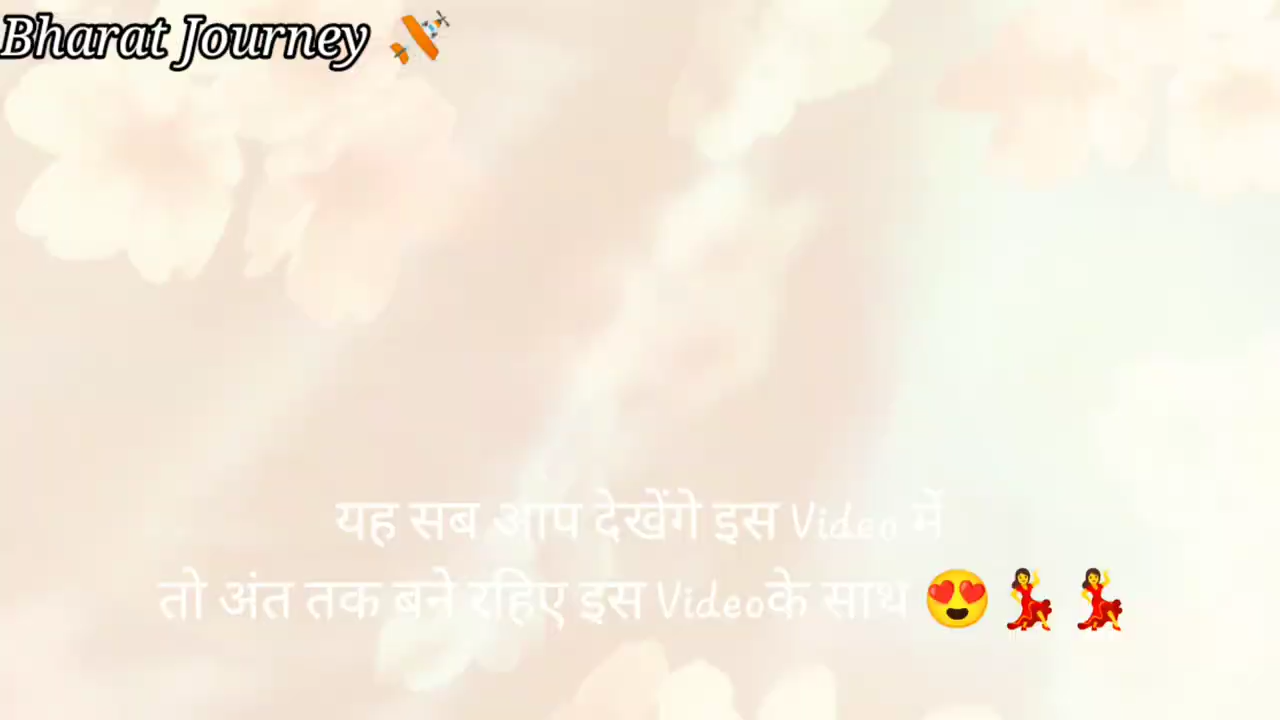 Bharat Journey
यह सब आप देखेंगे इस Video में
तो अंत तक बने रहिए इस Videoके साथ 😍💃💃